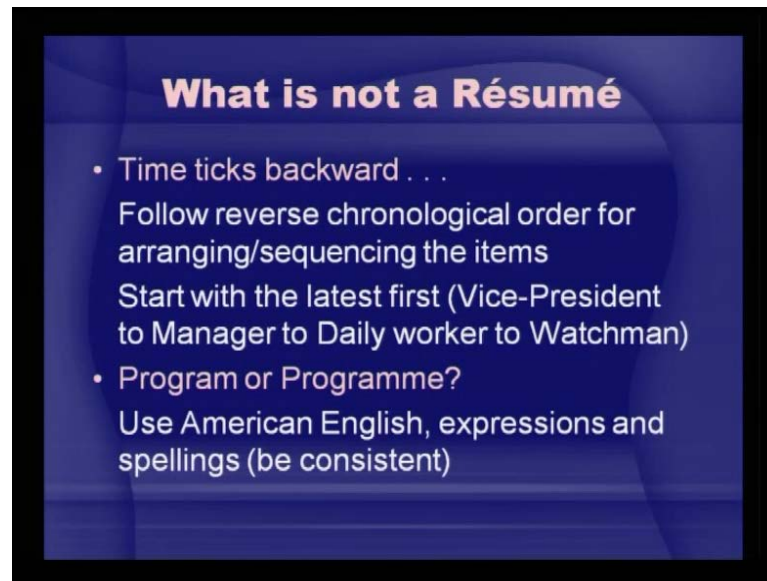 What is not a Résumé
• Time ticks backward . . .
Follow reverse chronological order for
arranging/sequencing the items
Start with the latest first (Vice-President
to Manager to Daily worker to Watchman)
• Program or Programme?
Use American English, expressions and
spellings (be consistent)